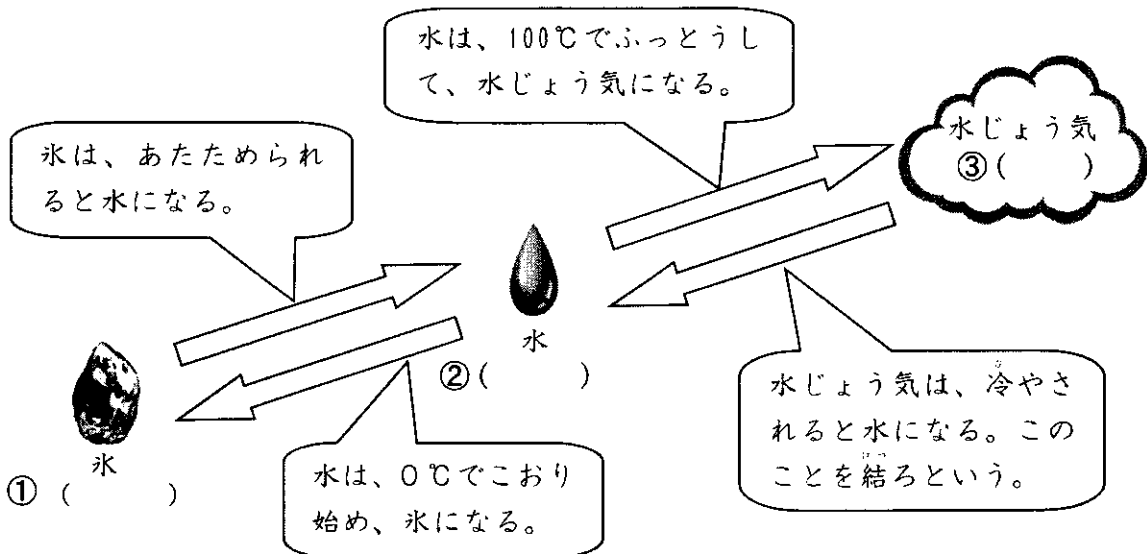 水は、100℃でふっとうし
て、水じょう気になる。
氷は、あたためられ
ると水になる。
水じょう気
③(　　　)
水
②(　　　)
氷
①(　　　)
水は、0℃でこおり
始め、氷になる。
水じょう気は、冷やさ
れると水になる。この
ことを結ろという。